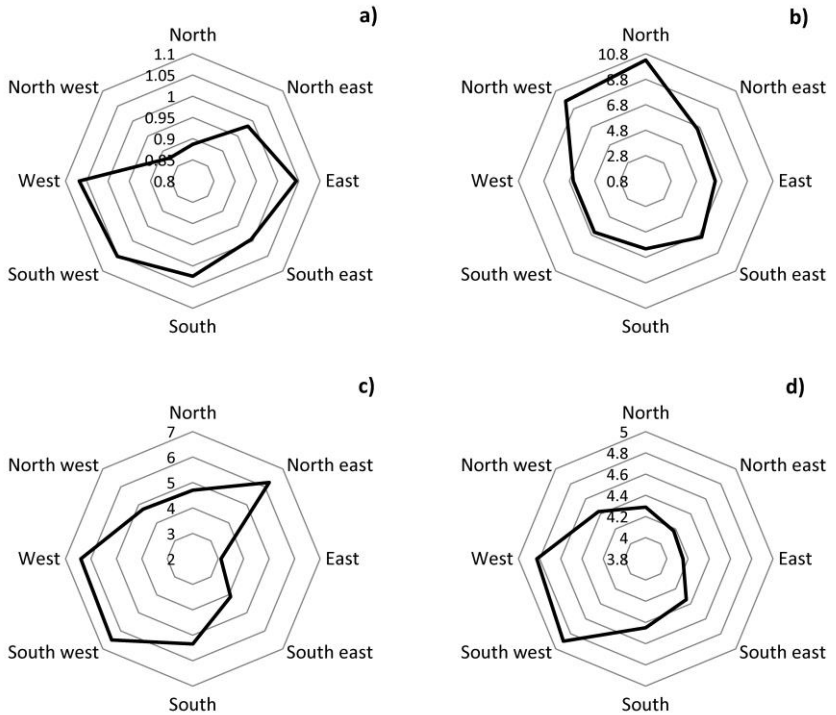 a)
North
1.1
1.05
1
0.95
0.9
0.85
0.8
North west
North east
West
East
South west
South east
South
b)
North
10.8
8.8
6.8
4.8
2.8
0.8
North west
North east
West
East
South west
South east
South
c)
North
7
6
5
4
3
2
North west
North east
West
East
South west
South east
South
d)
North
5
4.8
4.6
4.4
4.2
4
3.8
North west
North east
West
East
South west
South east
South